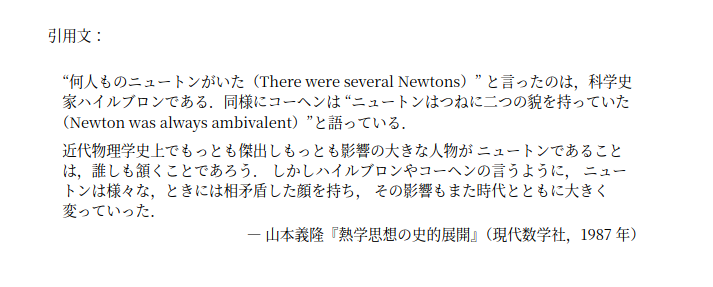 引用文：
“何人ものニュートンがいた（There were several Newtons）” と言ったのは，科学史
家ハイルブロンである．同様にコーヘンは “ニュートンはつねに二つの貌を持っていた
（Newton was always ambivalent）”と語っている．
近代物理学史上でもっとも傑出しもっとも影響の大きな人物が ニュートンであること
は，誰しも頷くことであろう． しかしハイルブロンやコーヘンの言うように， ニュー
トンは様々な，ときには相矛盾した顔を持ち， その影響もまた時代とともに大きく
変っていった．
— 山本義隆『熱学思想の史的展開』（現代数学社，1987 年）